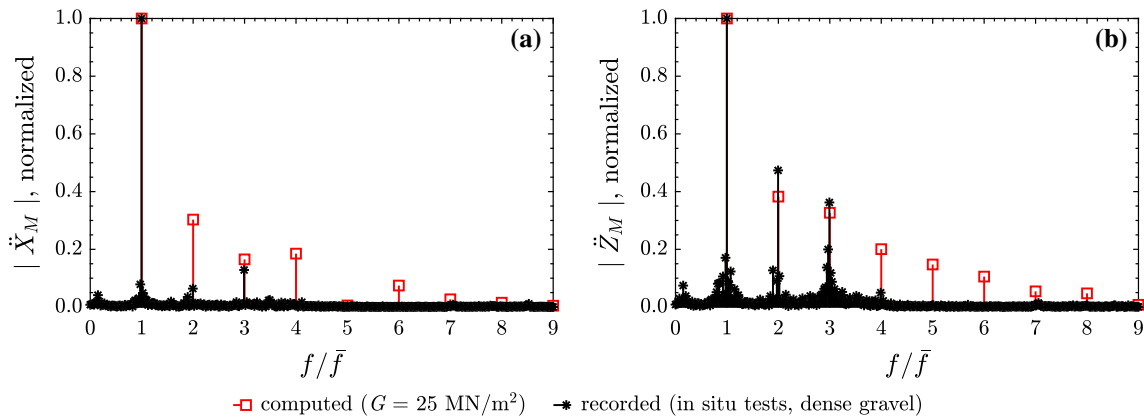 (a)
| Ẍ_M |, normalized
1.0
0.8
0.6
0.4
0.2
0.0
0 1 2 3 4 5 6 7 8 9
f/f̄
(b)
| Z̈_M |, normalized
1.0
0.8
0.6
0.4
0.2
0.0
0 1 2 3 4 5 6 7 8 9
f/f̄
computed (G = 25 MN/m²) recorded (in situ tests, dense gravel)